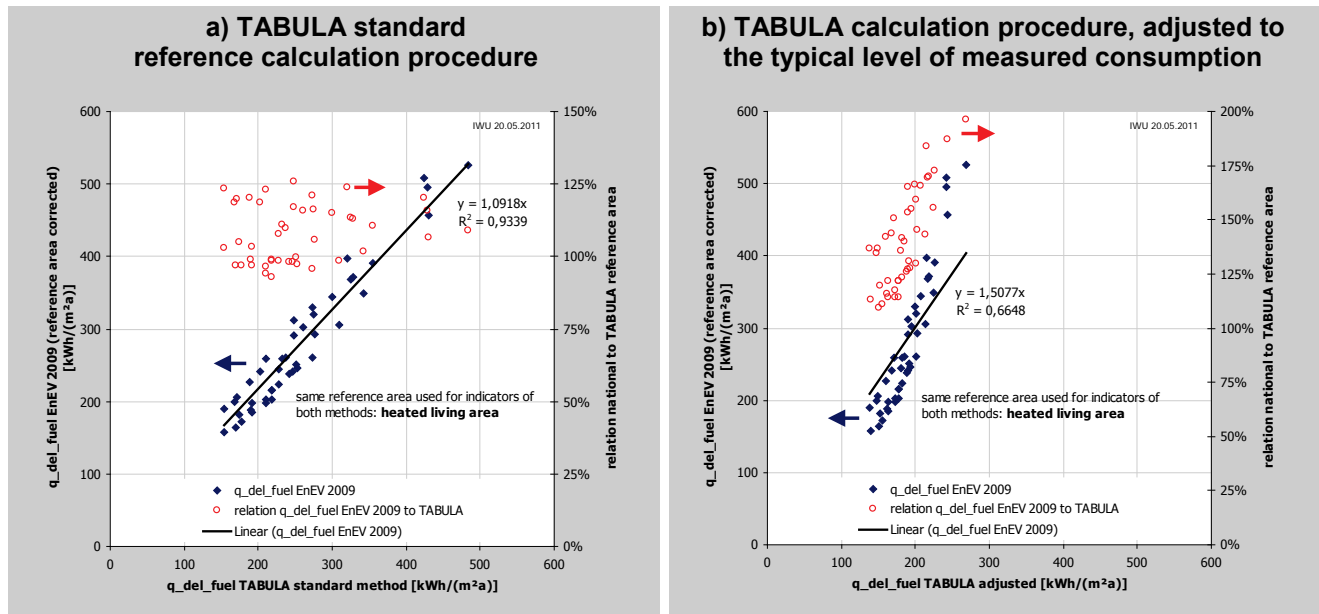 a) TABULA standard
reference calculation procedure
600
500
400
300
200
100
0
150%
125%
100%
75%
50%
25%
0%
0
100
200
300
400
500
600
IWU 20.05.2011
y = 1,0918x
R² = 0,9339
same reference area used for indicators of
both methods: heated living area
q_del_fuel EnEV 2009
relation q_del_fuel EnEV 2009 to TABULA
Linear (q_del_fuel EnEV 2009)
q_del_fuel EnEV 2009 (reference area corrected)
[kWh/(m²a)]
relation national to TABULA reference area
q_del_fuel TABULA standard method [kWh/(m²a)]
b) TABULA calculation procedure, adjusted to
the typical level of measured consumption
600
500
400
300
200
100
0
200%
175%
150%
125%
100%
75%
50%
25%
0%
0
100
200
300
400
500
600
IWU 20.05.2011
y = 1,5077x
R² = 0,6648
same reference area used for indicators of
both methods: heated living area
q_del_fuel EnEV 2009
relation q_del_fuel EnEV 2009 to TABULA
Linear (q_del_fuel EnEV 2009)
q_del_fuel EnEV 2009 (reference area corrected)
[kWh/(m²a)]
relation national to TABULA reference area
q_del_fuel TABULA adjusted [kWh/(m²a)]